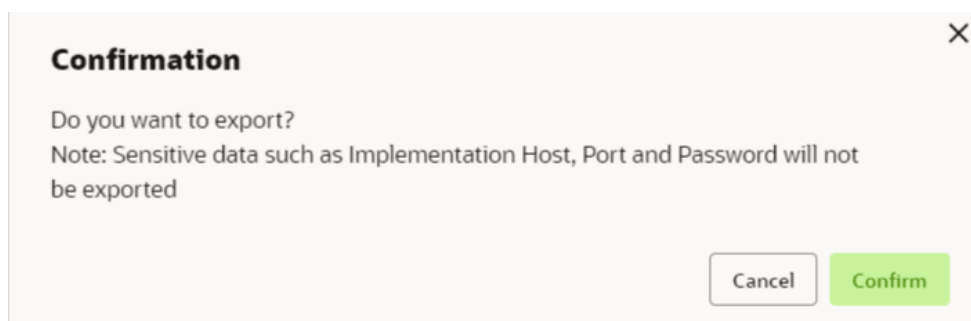 Confirmation
Do you want to export?
Note: Sensitive data such as Implementation Host, Port and Password will not
be exported
Cancel
Confirm